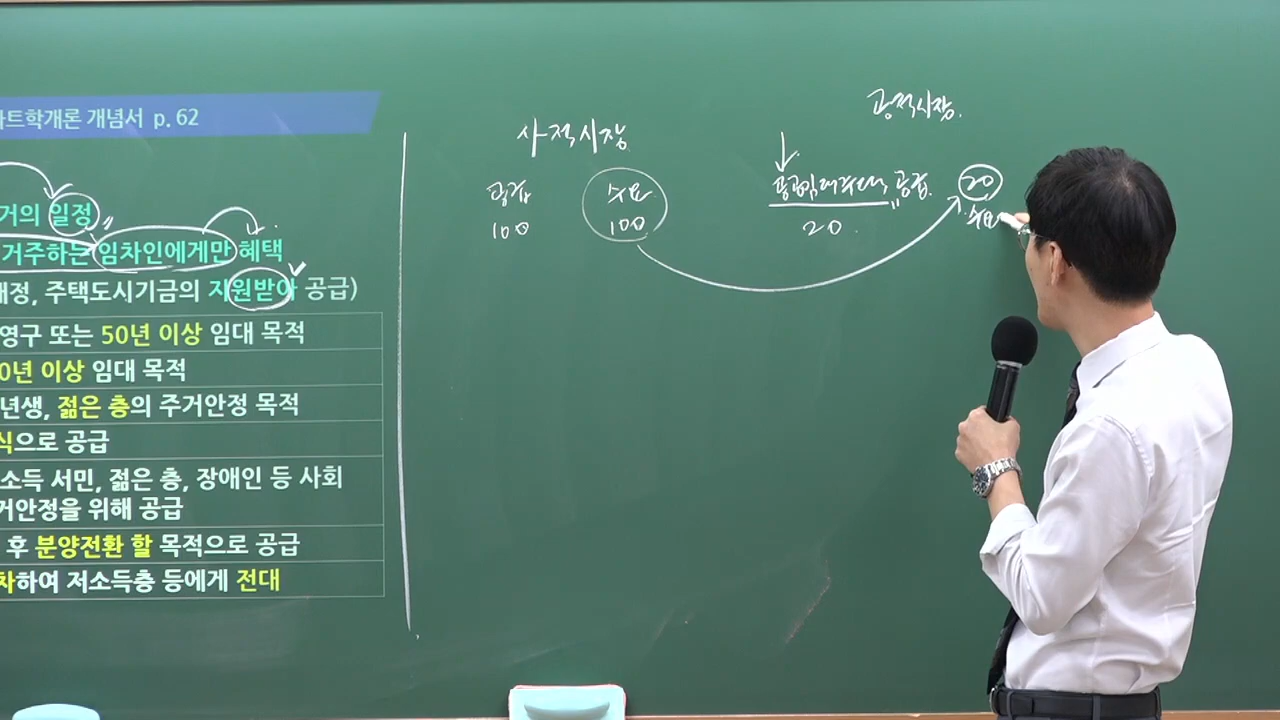 트학개론 개념서 p. 62
거의 일정
거주하는 임차인에게만 혜택
재정, 주택도시기금의 지원받아 공급)
영구 또는 50년 이상 임대 목적
0년 이상 임대 목적
년생, 젊은 층의 주거안정 목적
식으로 공급
소득 서민, 젊은 층, 장애인 등 사회
거안정을 위해 공급
후 분양전환 할 목적으로 공급
차하여 저소득층 등에게 전대
사적시장
공급 수요
100 100
공적시장.
공공임대주택 공급. 20
20. 수요